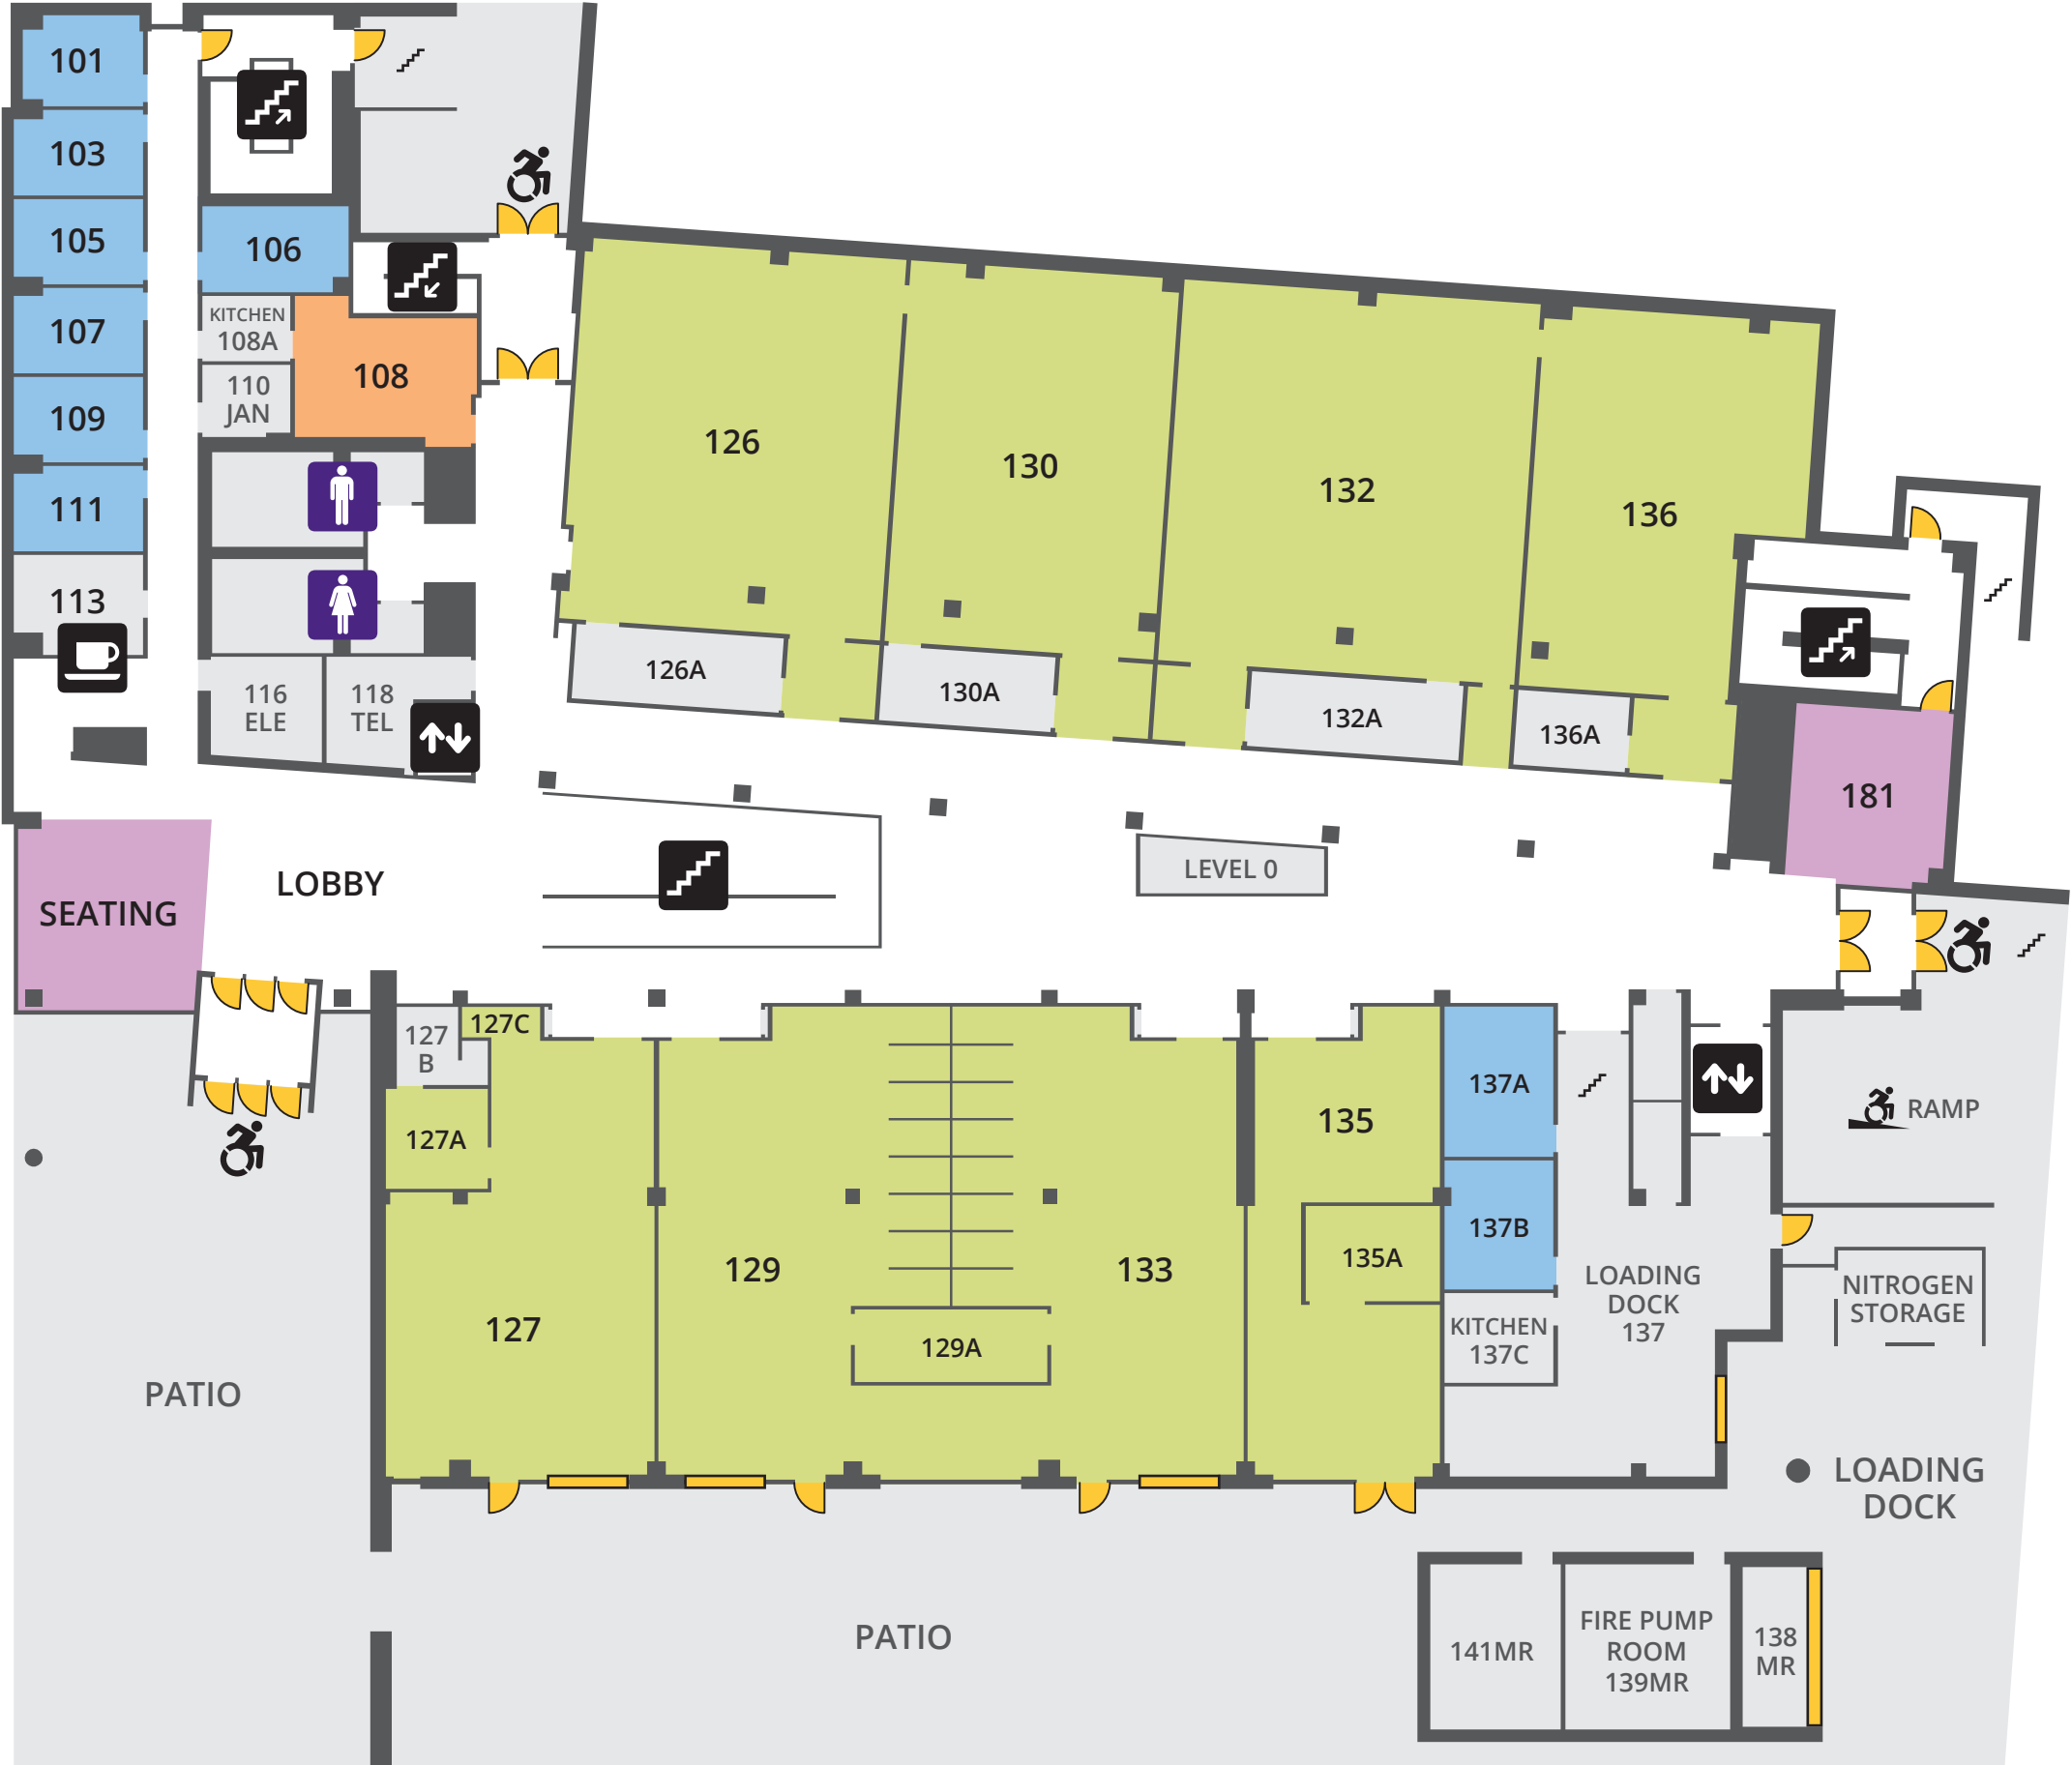 101
103
105
106
107
KITCHEN
108A
108
109
110
JAN
111
113
116
ELE
118
TEL
126
130
132
136
126A
130A
132A
136A
181
LEVEL 0
LOBBY
SEATING
127
B
127C
127A
127
129
133
129A
135
135A
137A
137B
KITCHEN
137C
LOADING
DOCK
137
RAMP
NITROGEN
STORAGE
PATIO
LOADING
DOCK
PATIO
141MR
FIRE PUMP
ROOM
139MR
138
MR